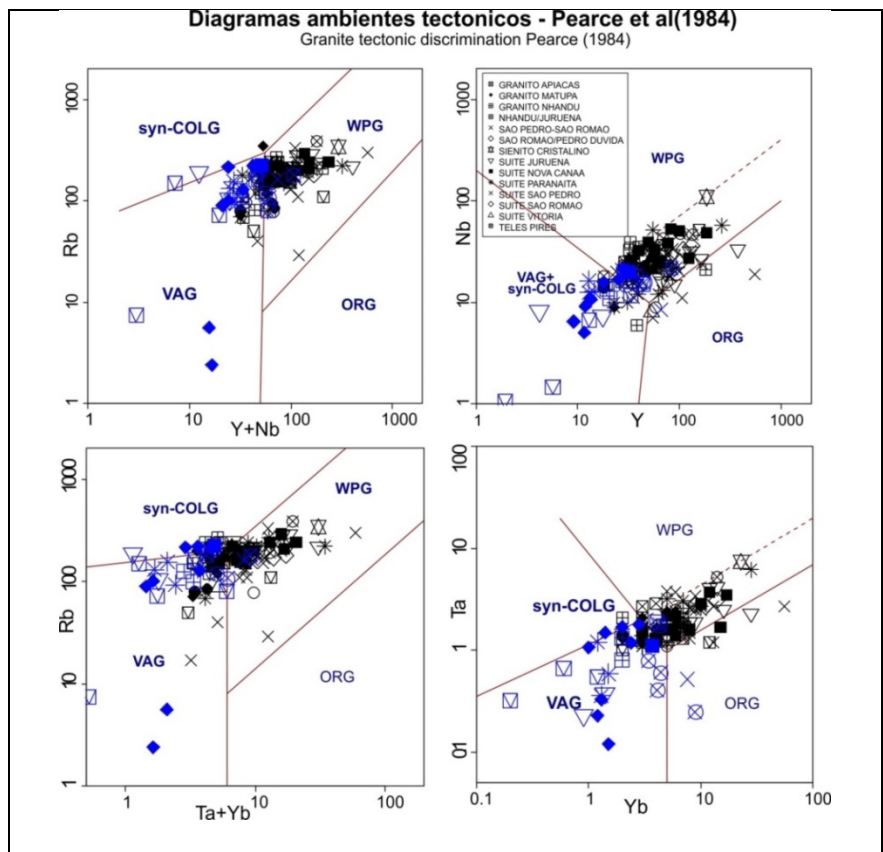 Diagramas ambientes tectonicos - Pearce et al(1984)
Granite tectonic discrimination Pearce (1984)
1000
100
10
1
Rb
syn-COLG
WPG
VAG
ORG
1
10
100
1000
Y+Nb
1000
100
10
1
Nb
GRANITO APIACAS
GRANITO MATUPA
GRANITO NHANDU
NHANDU/JURUENA
SAO PEDRO-SAO ROMAO
SAO ROMAO/PEDRO DUVIDA
SIENITO CRISTALINO
SUITE JURUENA
SUITE NOVA CANAA
SUITE PARANAITA
SUITE SAO PEDRO
SUITE SAO ROMAO
SUITE VITORIA
TELES PIRES
WPG
VAG+
syn-COLG
ORG
1
10
100
1000
Y
1000
100
10
1
Rb
syn-COLG
WPG
VAG
ORG
1
10
100
Ta+Yb
100
10
1
01
Ta
WPG
syn-COLG
VAG
ORG
0.1
1
10
100
Yb